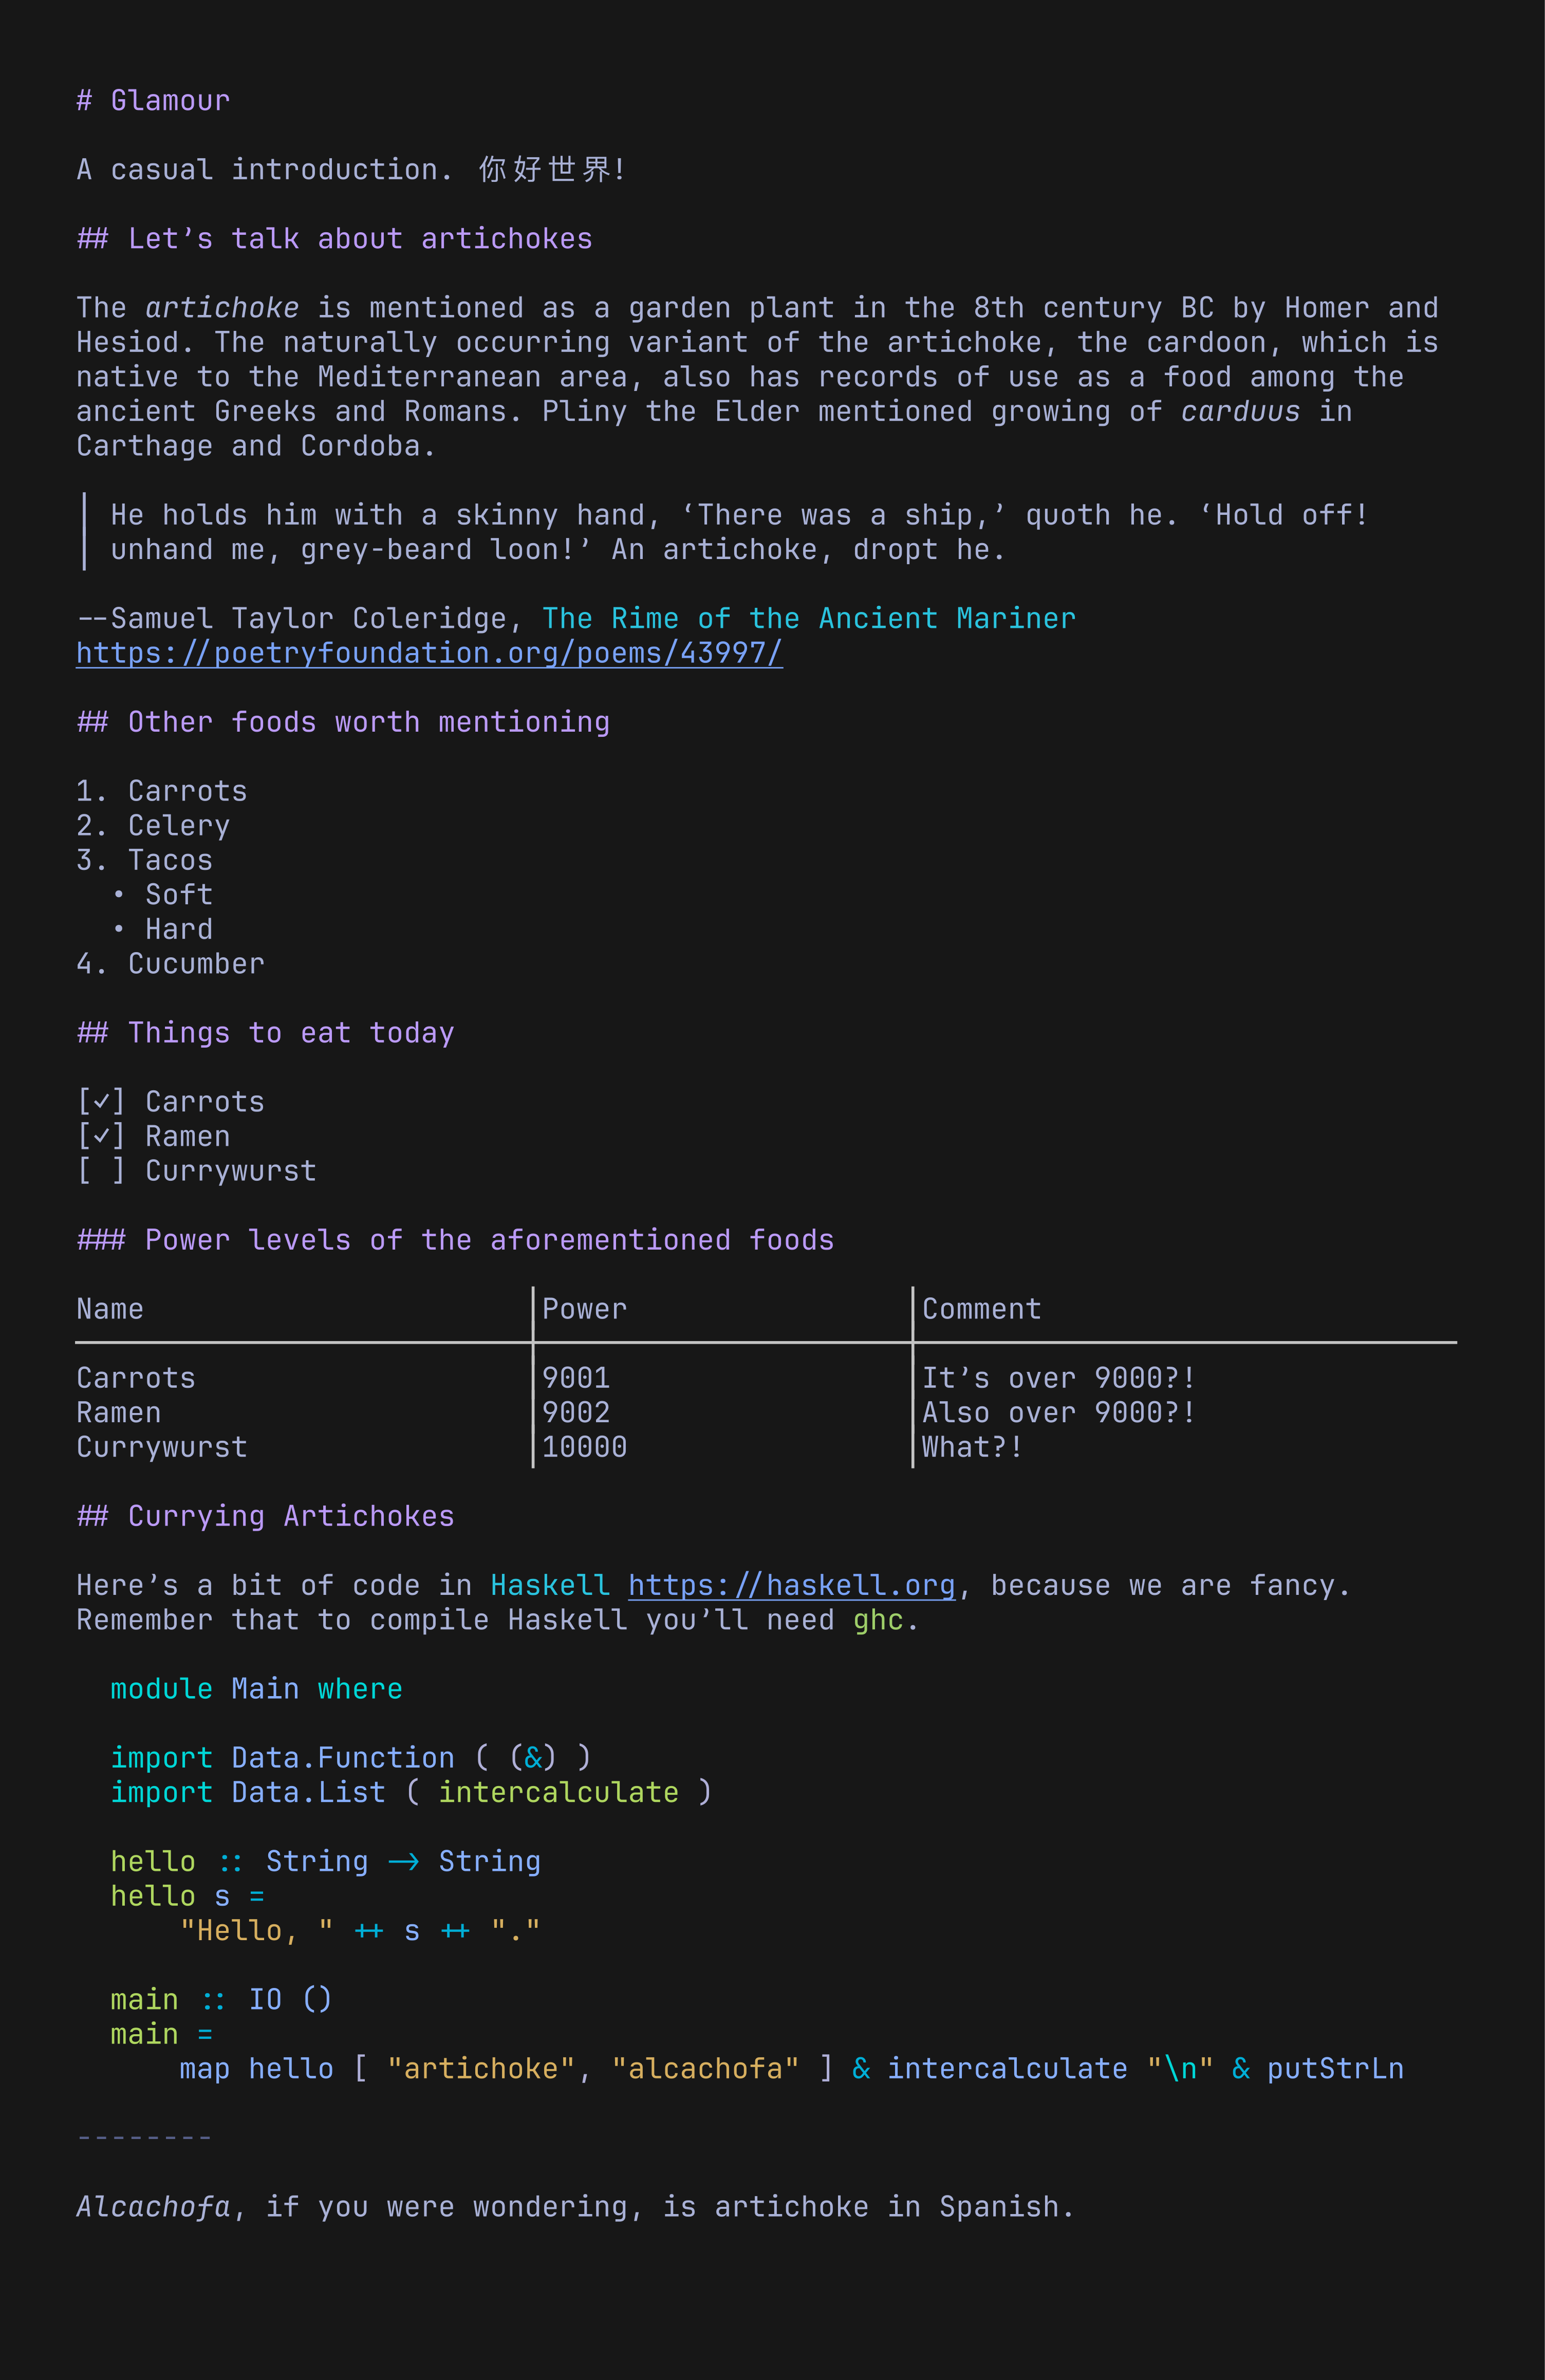 # Glamour
A casual introduction. 你好世界!
## Let’s talk about artichokes
The artichoke is mentioned as a garden plant in the 8th century BC by Homer and
Hesiod. The naturally occurring variant of the artichoke, the cardoon, which is
native to the Mediterranean area, also has records of use as a food among the
ancient Greeks and Romans. Pliny the Elder mentioned growing of carduus in
Carthage and Cordoba.
│ He holds him with a skinny hand, ‘There was a ship,’ quoth he. ‘Hold off!
│ unhand me, grey-beard loon!’ An artichoke, dropt he.
--Samuel Taylor Coleridge, The Rime of the Ancient Mariner
https://poetryfoundation.org/poems/43997/
## Other foods worth mentioning
1. Carrots
2. Celery
3. Tacos
• Soft
• Hard
4. Cucumber
## Things to eat today
[✓] Carrots
[✓] Ramen
[ ] Currywurst
### Power levels of the aforementioned foods
Name │Power │Comment
Carrots │9001 │It’s over 9000?!
Ramen │9002 │Also over 9000?!
Currywurst │10000 │What?!
## Currying Artichokes
Here’s a bit of code in Haskell https://haskell.org, because we are fancy.
Remember that to compile Haskell you’ll need ghc.
module Main where
import Data.Function ( (&) )
import Data.List ( intercalculate )
hello :: String -> String
hello s =
"Hello, " ++ s ++ "."
main :: IO ()
main =
map hello [ "artichoke", "alcachofa" ] & intercalculate "\n" & putStrLn
--------
Alcachofa, if you were wondering, is artichoke in Spanish.